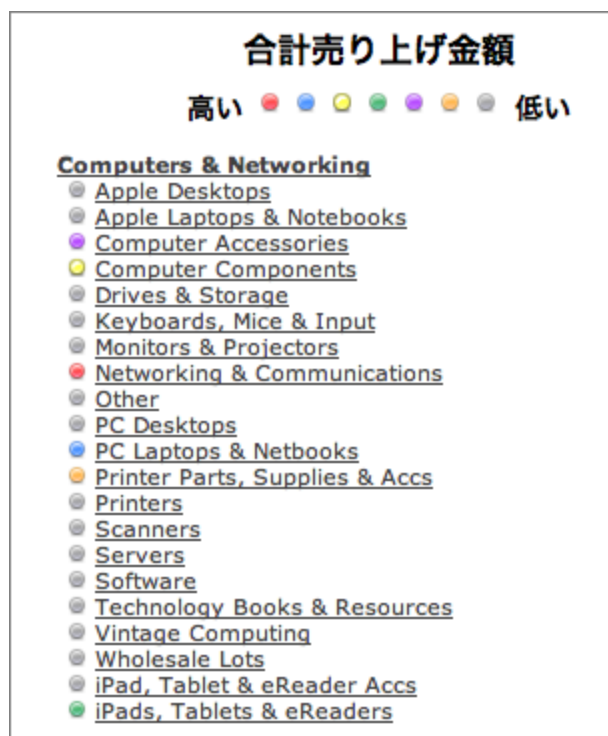 合計売り上げ金額
高い 低い
Computers & Networking
Apple Desktops
Apple Laptops & Notebooks
Computer Accessories
Computer Components
Drives & Storage
Keyboards, Mice & Input
Monitors & Projectors
Networking & Communications
Other
PC Desktops
PC Laptops & Netbooks
Printer Parts, Supplies & Accs
Printers
Scanners
Servers
Software
Technology Books & Resources
Vintage Computing
Wholesale Lots
iPad, Tablet & eReader Accs
iPads, Tablets & eReaders